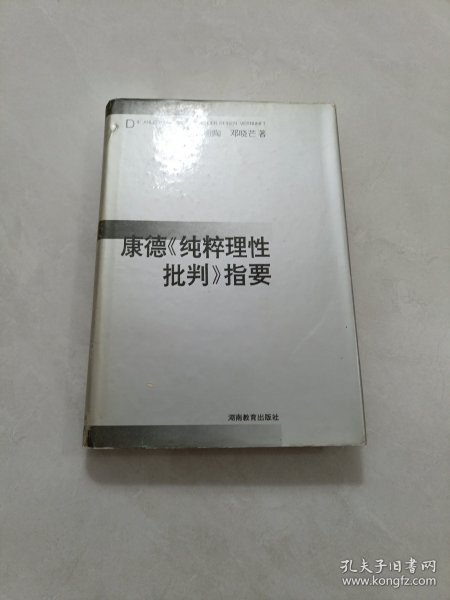 陶 邓晓芒著
康德《纯粹理性
批判》指要
湖南教育出版社
孔夫子旧书网
www.kongfz.com